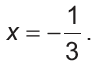 x = −1/3.